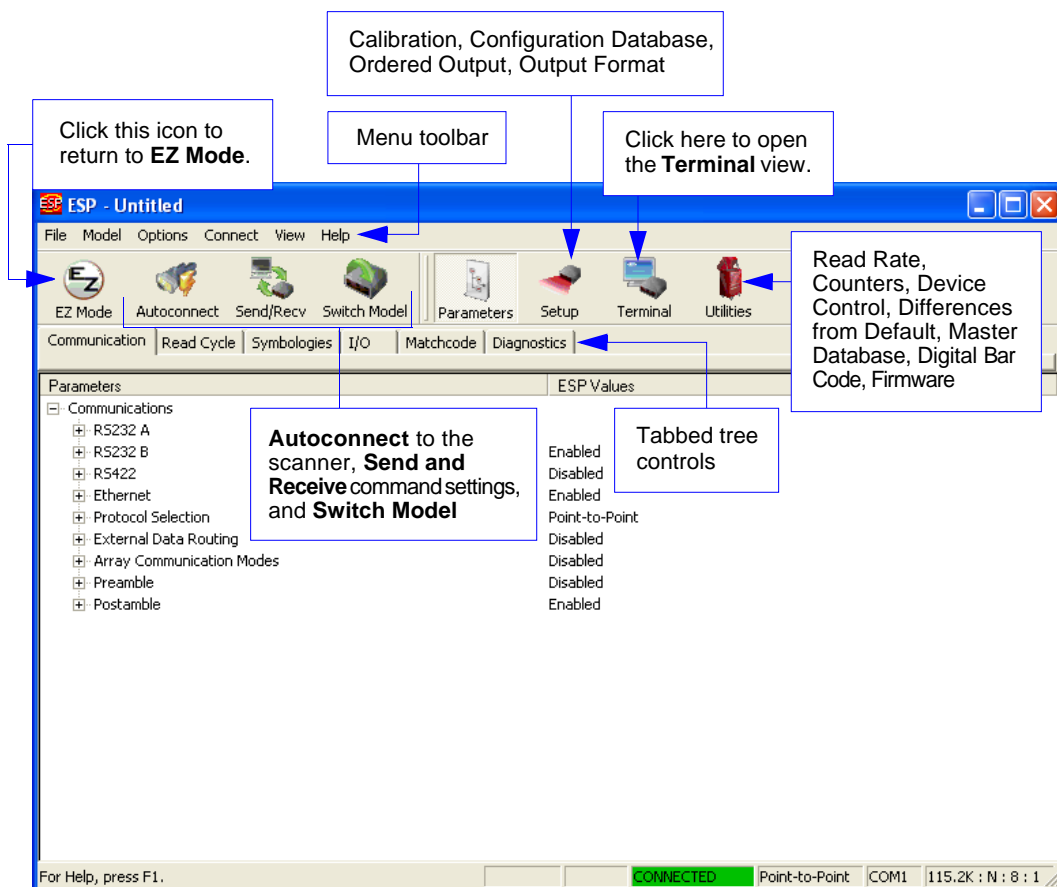 Calibration, Configuration Database,
Ordered Output, Output Format
Click this icon to
return to EZ Mode.
Menu toolbar
Click here to open
the Terminal view.
ESP - Untitled
File Model Options Connect View Help
EZ Mode Autoconnect Send/Recv Switch Model Parameters Setup Terminal Utilities
Read Rate,
Counters, Device
Control, Differences
from Default, Master
Database, Digital Bar
Code, Firmware
Communication Read Cycle Symbologies I/O Matchcode Diagnostics
Parameters ESP Values
Communications
RS232 A
RS232 B Enabled
RS422 Disabled
Ethernet Enabled
Protocol Selection Point-to-Point
External Data Routing Disabled
Array Communication Modes Disabled
Preamble Disabled
Postamble Enabled
Autoconnect to the
scanner, Send and
Receive command settings,
and Switch Model
Tabbed tree
controls
For Help, press F1. CONNECTED Point-to-Point COM1 115.2K : N : 8 : 1